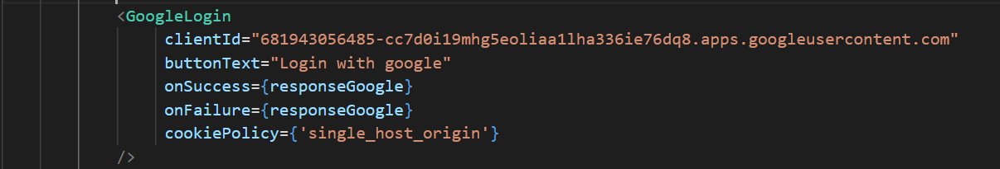 <GoogleLogin
clientId="681943056485-cc7d0i19mhg5eoliaa1lha336ie76dq8.apps.googleusercontent.com"
buttonText="Login with google"
onSuccess={responseGoogle}
onFailure={responseGoogle}
cookiePolicy={'single_host_origin'}
/>